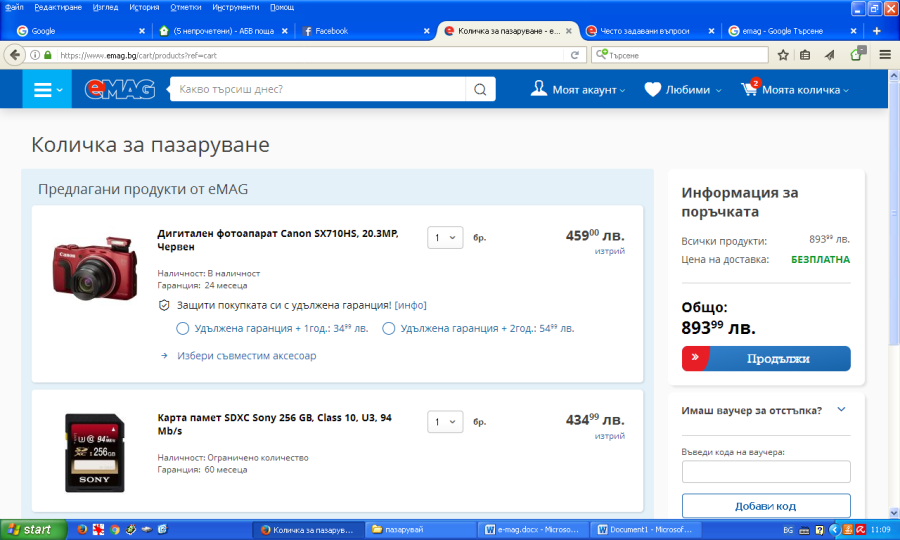 Файл Редактиране Изглед История Отметки Инструменти Помощ
Google
(5 непрочетени) - АБВ поща
Facebook
Количка за пазаруване - e...
Често задавани въпроси
emag - Google Търсене
https://www.emag.bg/cart/products?ref=cart
Търсене
eMAG
Какво търсиш днес?
Моят акаунт
Любими
2
Моята количка
Количка за пазаруване
Предлагани продукти от eMAG
Canon
Дигитален фотоапарат Canon SX710HS, 20.3MP,
Червен
1 бр.
459⁰⁰ лв.
изтрий
Наличност: В наличност
Гаранция: 24 месеца
Защити покупката си с удължена гаранция! [инфо]
Удължена гаранция + 1год.: 34⁹⁹ лв.
Удължена гаранция + 2год.: 54⁹⁹ лв.
Избери съвместим аксесоар
Карта памет SDXC Sony 256 GB, Class 10, U3, 94
Mb/s
1 бр.
434⁹⁹ лв.
изтрий
Наличност: Ограничено количество
Гаранция: 60 месеца
94 MB/s
256GB
SONY
Информация за
поръчката
Всички продукти: 893⁹⁹ лв.
Цена на доставка: БЕЗПЛАТНА
Общо:
893⁹⁹ лв.
Продължи
Имаш ваучер за отстъпка?
Въведи кода на ваучера:
Добави код
start
Количка за пазарув...
пазарувай
e-mag.docx - Microso...
Document1 - Microsof...
BG
11:09